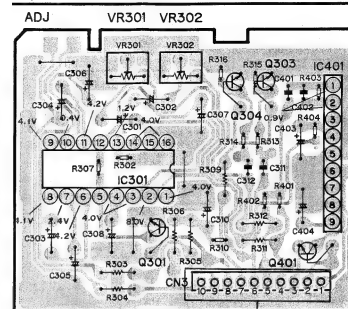 ADJ VR301 VR302
VR301 VR302
R316 R315 Q303 IC401
C306 C401 R403
C304 4.2V 1.2V C302 1
0.4V 4.0V C307 Q304 0.9V C402 2
4.1V C301 C403 R404 3
9 10 11 12 13 14 15 16 R314 R313 4
R307 R302 R309 5
IC301 C312 C311 6
8 7 6 5 4 3 2 1 4.0V R402 R401 7
4.1V 2.4V 4.0V R306 C310 R312 8
C303 4.2V C308 C404 9
C305 Q301 R305 R310 R311
R303 Q401
R304 CN3 10 9 8 7 6 5 4 3 2 1